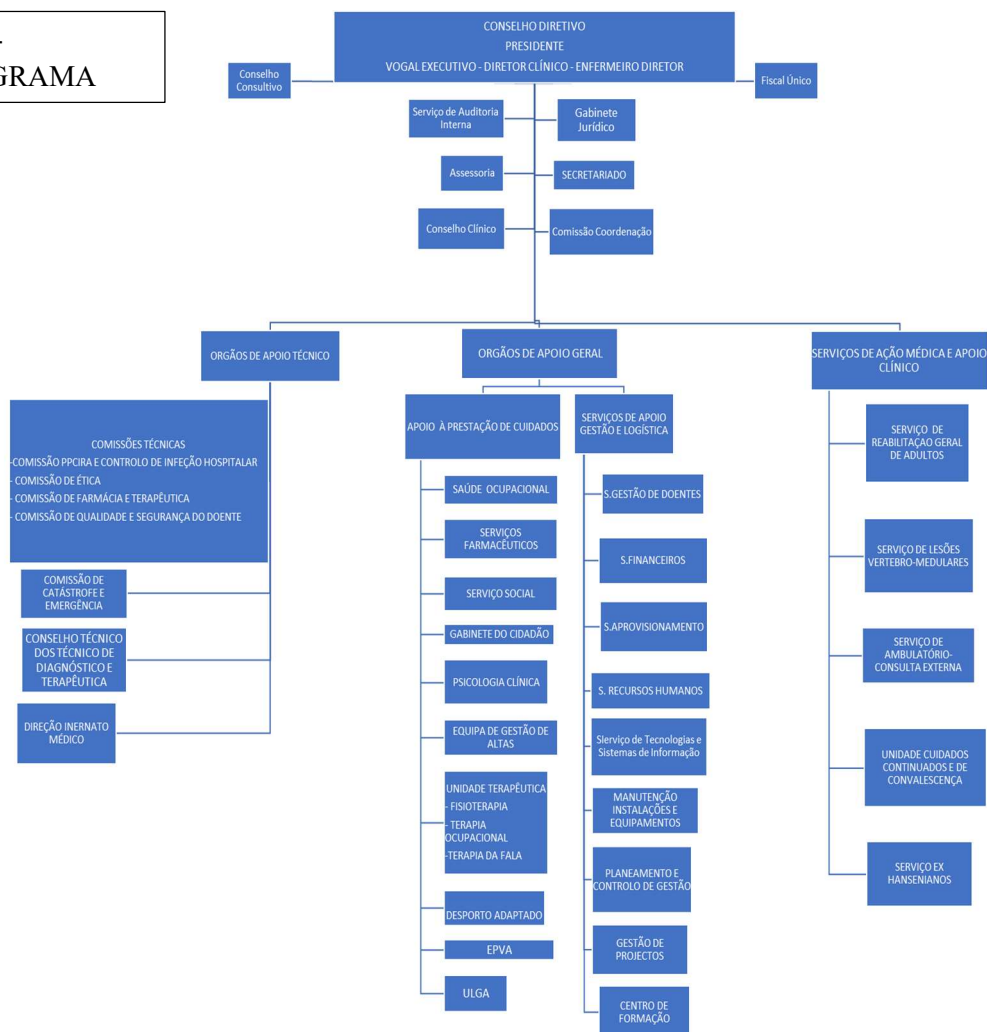 GRAMA
CONSELHO DIRETIVO
PRESIDENTE
VOGAL EXECUTIVO - DIRETOR CLÍNICO - ENFERMEIRO DIRETOR
Conselho
Consultivo
Fiscal Único
Serviço de Auditoria
Interna
Gabinete
Jurídico
Assessoria
SECRETARIADO
Conselho Clínico
Comissão Coordenação
ORGÃOS DE APOIO TÉCNICO
COMISSÕES TÉCNICAS
-COMISSÃO PPCIRA E CONTROLO DE INFEÇÃO HOSPITALAR
- COMISSÃO DE ÉTICA
- COMISSÃO DE FARMÁCIA E TERAPÊUTICA
- COMISSÃO DE QUALIDADE E SEGURANÇA DO DOENTE
COMISSÃO DE
CATÁSTROFE E
EMERGÊNCIA
CONSELHO TÉCNICO
DOS TÉCNICO DE
DIAGNÓSTICO E
TERAPÊUTICA
DIREÇÃO INERNATO
MÉDICO
ORGÃOS DE APOIO GERAL
APOIO À PRESTAÇÃO DE CUIDADOS
SAÚDE OCUPACIONAL
SERVIÇOS
FARMACÊUTICOS
SERVIÇO SOCIAL
GABINETE DO CIDADÃO
PSICOLOGIA CLÍNICA
EQUIPA DE GESTÃO DE
ALTAS
UNIDADE TERAPÊUTICA
- FISIOTERAPIA
- TERAPIA
OCUPACIONAL
-TERAPIA DA FALA
DESPORTO ADAPTADO
EPVA
ULGA
SERVIÇOS DE APOIO
GESTÃO E LOGÍSTICA
S.GESTÃO DE DOENTES
S.FINANCEIROS
S.APROVISIONAMENTO
S. RECURSOS HUMANOS
SIerviço de Tecnologias e
Sistemas de Informação
MANUTENÇÃO
INSTALAÇÕES E
EQUIPAMENTOS
PLANEAMENTO E
CONTROLO DE GESTÃO
GESTÃO DE
PROJECTOS
CENTRO DE
FORMAÇÃO
SERVIÇOS DE AÇÃO MÉDICA E APOIO
CLÍNICO
SERVIÇO DE
REABILITAÇAO GERAL
DE ADULTOS
SERVIÇO DE LESÕES
VERTEBRO-MEDULARES
SERVIÇO DE
AMBULATÓRIO-
CONSULTA EXTERNA
UNIDADE CUIDADOS
CONTINUADOS E DE
CONVALESCENÇA
SERVIÇO EX
HANSENIANOS